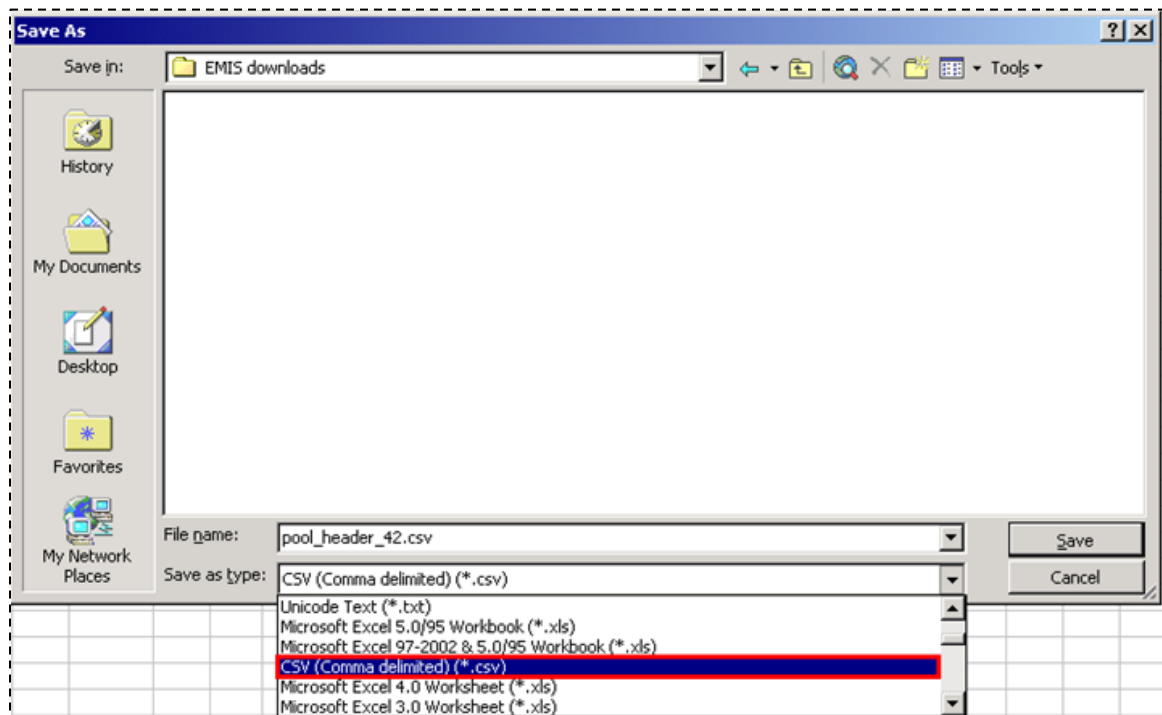 Save As
Save in:
EMIS downloads
Tools
History
My Documents
Desktop
Favorites
My Network
Places
File name:
pool_header_42.csv
Save
Save as type:
CSV (Comma delimited) (*.csv)
Cancel
Unicode Text (*.txt)
Microsoft Excel 5.0/95 Workbook (*.xls)
Microsoft Excel 97-2002 & 5.0/95 Workbook (*.xls)
CSV (Comma delimited) (*.csv)
Microsoft Excel 4.0 Worksheet (*.xls)
Microsoft Excel 3.0 Worksheet (*.xls)